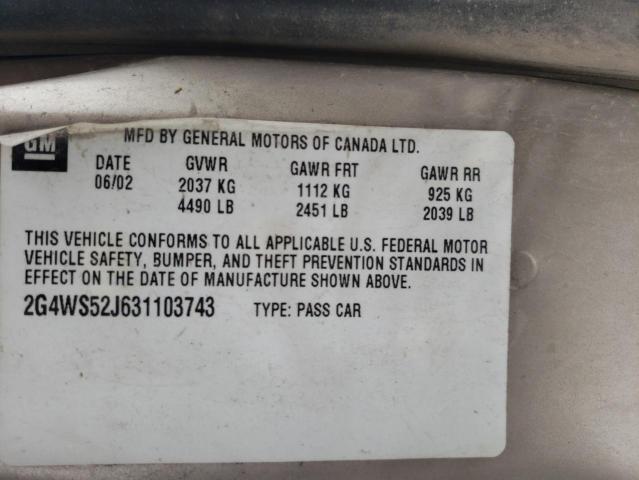 GM
MFD BY GENERAL MOTORS OF CANADA LTD.
DATE GVWR GAWR FRT GAWR RR
06/02 2037 KG 1112 KG 925 KG
4490 LB 2451 LB 2039 LB
THIS VEHICLE CONFORMS TO ALL APPLICABLE U.S. FEDERAL MOTOR
VEHICLE SAFETY, BUMPER, AND THEFT PREVENTION STANDARDS IN
EFFECT ON THE DATE OF MANUFACTURE SHOWN ABOVE.
2G4WS52J631103743 TYPE: PASS CAR